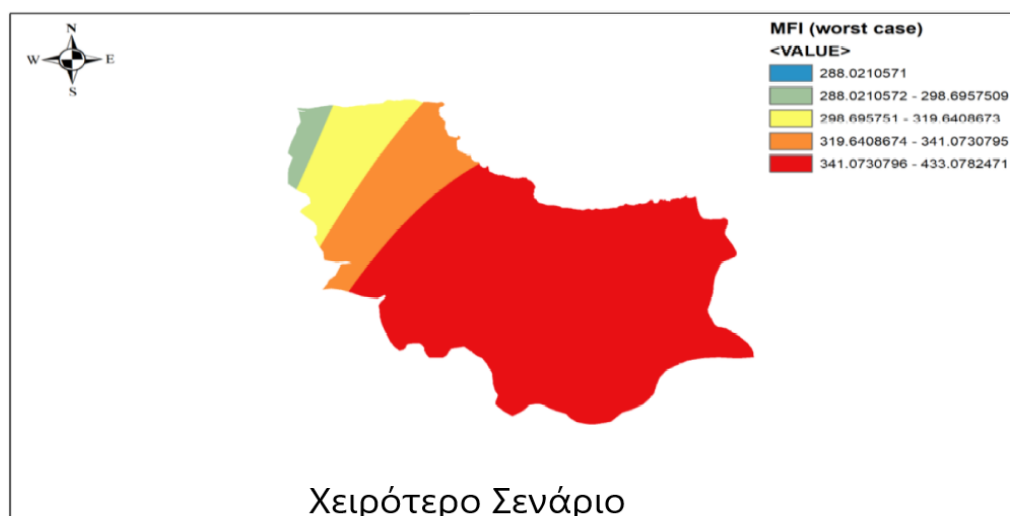 N
W E
S
MFI (worst case)
<VALUE>
288.0210571
288.0210572 - 298.6957509
298.695751 - 319.6408673
319.6408674 - 341.0730795
341.0730796 - 433.0782471
Χειρότερο Σενάριο